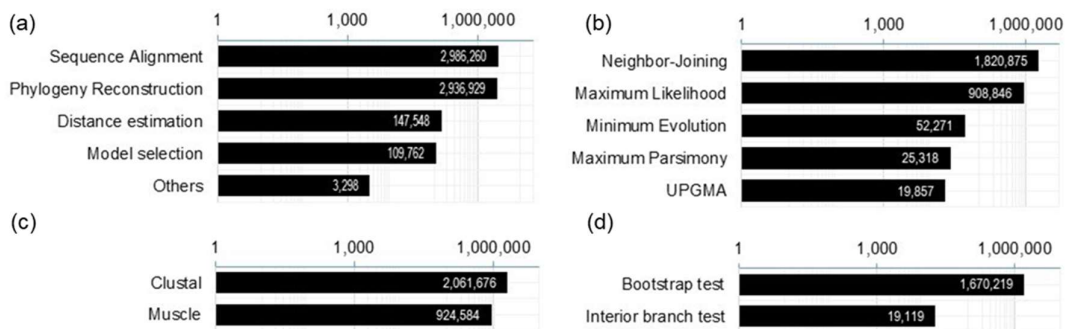 (a)
1 1,000 1,000,000
Sequence Alignment 2,986,260
Phylogeny Reconstruction 2,936,929
Distance estimation 147,548
Model selection 109,762
Others 3,298
(b)
1 1,000 1,000,000
Neighbor-Joining 1,820,875
Maximum Likelihood 908,846
Minimum Evolution 52,271
Maximum Parsimony 25,318
UPGMA 19,857
(c)
1 1,000 1,000,000
Clustal 2,061,676
Muscle 924,584
(d)
1 1,000 1,000,000
Bootstrap test 1,670,219
Interior branch test 19,119